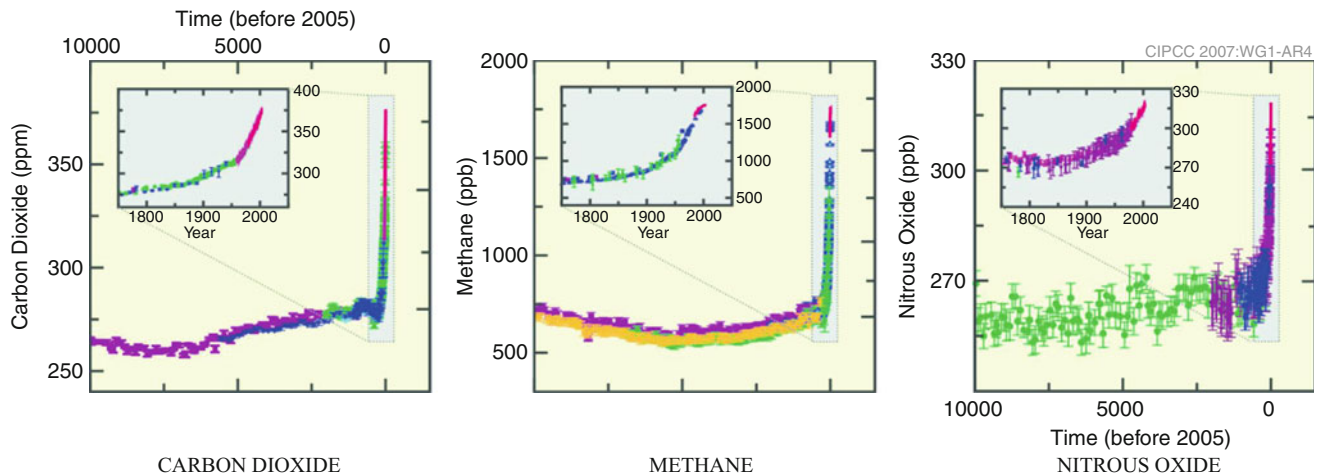 Time (before 2005)
10000 5000 0
Carbon Dioxide (ppm)
350
300
250
400
350
300
1800 1900 2000
Year
CARBON DIOXIDE
Methane (ppb)
2000
1500
1000
500
2000
1500
1000
500
1800 1900 2000
Year
METHANE
CIPCC 2007:WG1-AR4
Nitrous Oxide (ppb)
330
300
270
330
300
270
240
1800 1900 2000
Year
10000 5000 0
Time (before 2005)
NITROUS OXIDE